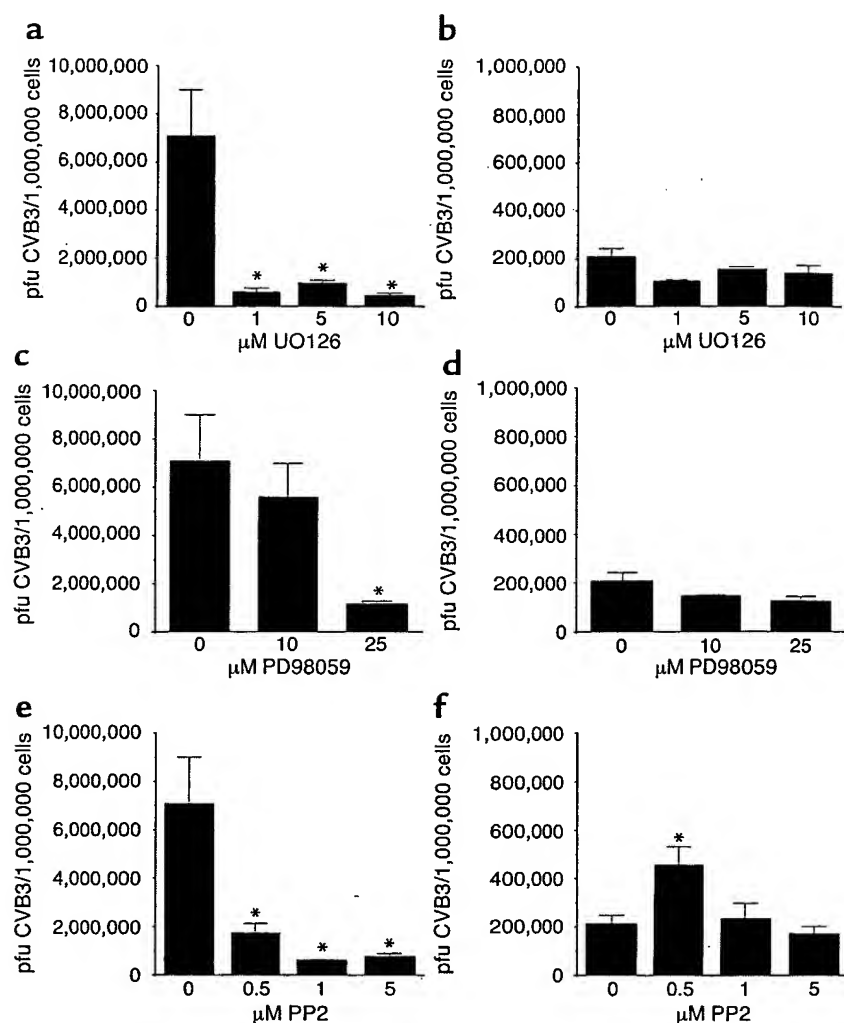 a
pfu CVB3/1,000,000 cells
10,000,000
8,000,000
6,000,000
4,000,000
2,000,000
0
*
*
*
0 1 5 10
μM UO126
b
pfu CVB3/1,000,000 cells
1,000,000
800,000
600,000
400,000
200,000
0
0 1 5 10
μM UO126
c
pfu CVB3/1,000,000 cells
10,000,000
8,000,000
6,000,000
4,000,000
2,000,000
0
*
0 10 25
μM PD98059
d
pfu CVB3/1,000,000 cells
1,000,000
800,000
600,000
400,000
200,000
0
0 10 25
μM PD98059
e
pfu CVB3/1,000,000 cells
10,000,000
8,000,000
6,000,000
4,000,000
2,000,000
0
*
*
*
0 0.5 1 5
μM PP2
f
pfu CVB3/1,000,000 cells
1,000,000
800,000
600,000
400,000
200,000
0
*
0 0.5 1 5
μM PP2